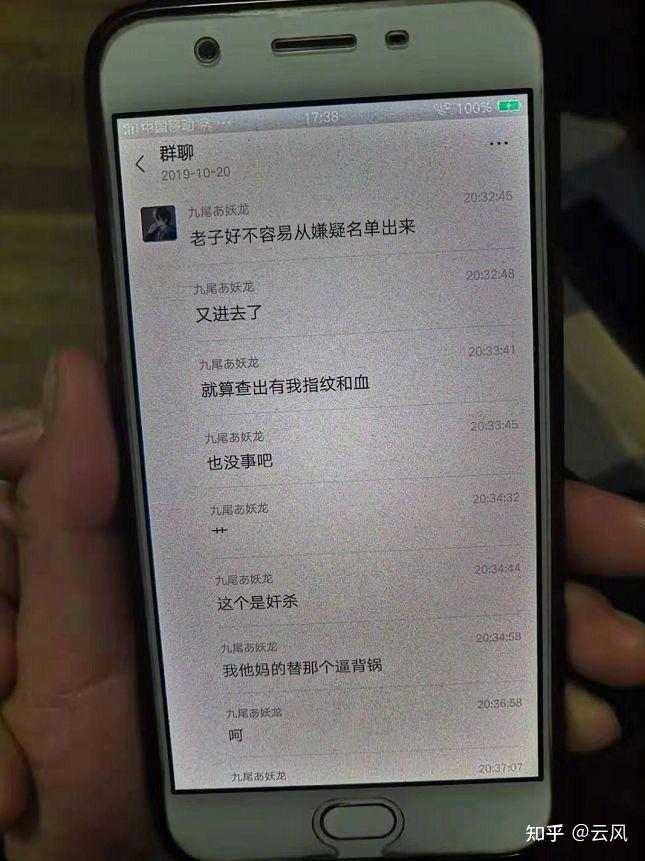 中国移动 17:38 100%
群聊
2019-10-20
九尾あ妖龙 20:32:45
老子好不容易从嫌疑名单出来
九尾あ妖龙 20:32:48
又进去了
九尾あ妖龙 20:33:41
就算查出有我指纹和血
九尾あ妖龙 20:33:45
也没事吧
九尾あ妖龙 20:34:32
艹
九尾あ妖龙 20:34:44
这个是奸杀
九尾あ妖龙 20:34:58
我他妈的替那个逼背锅
九尾あ妖龙 20:36:58
呵
九尾あ妖龙 20:37:07
知乎 @云风